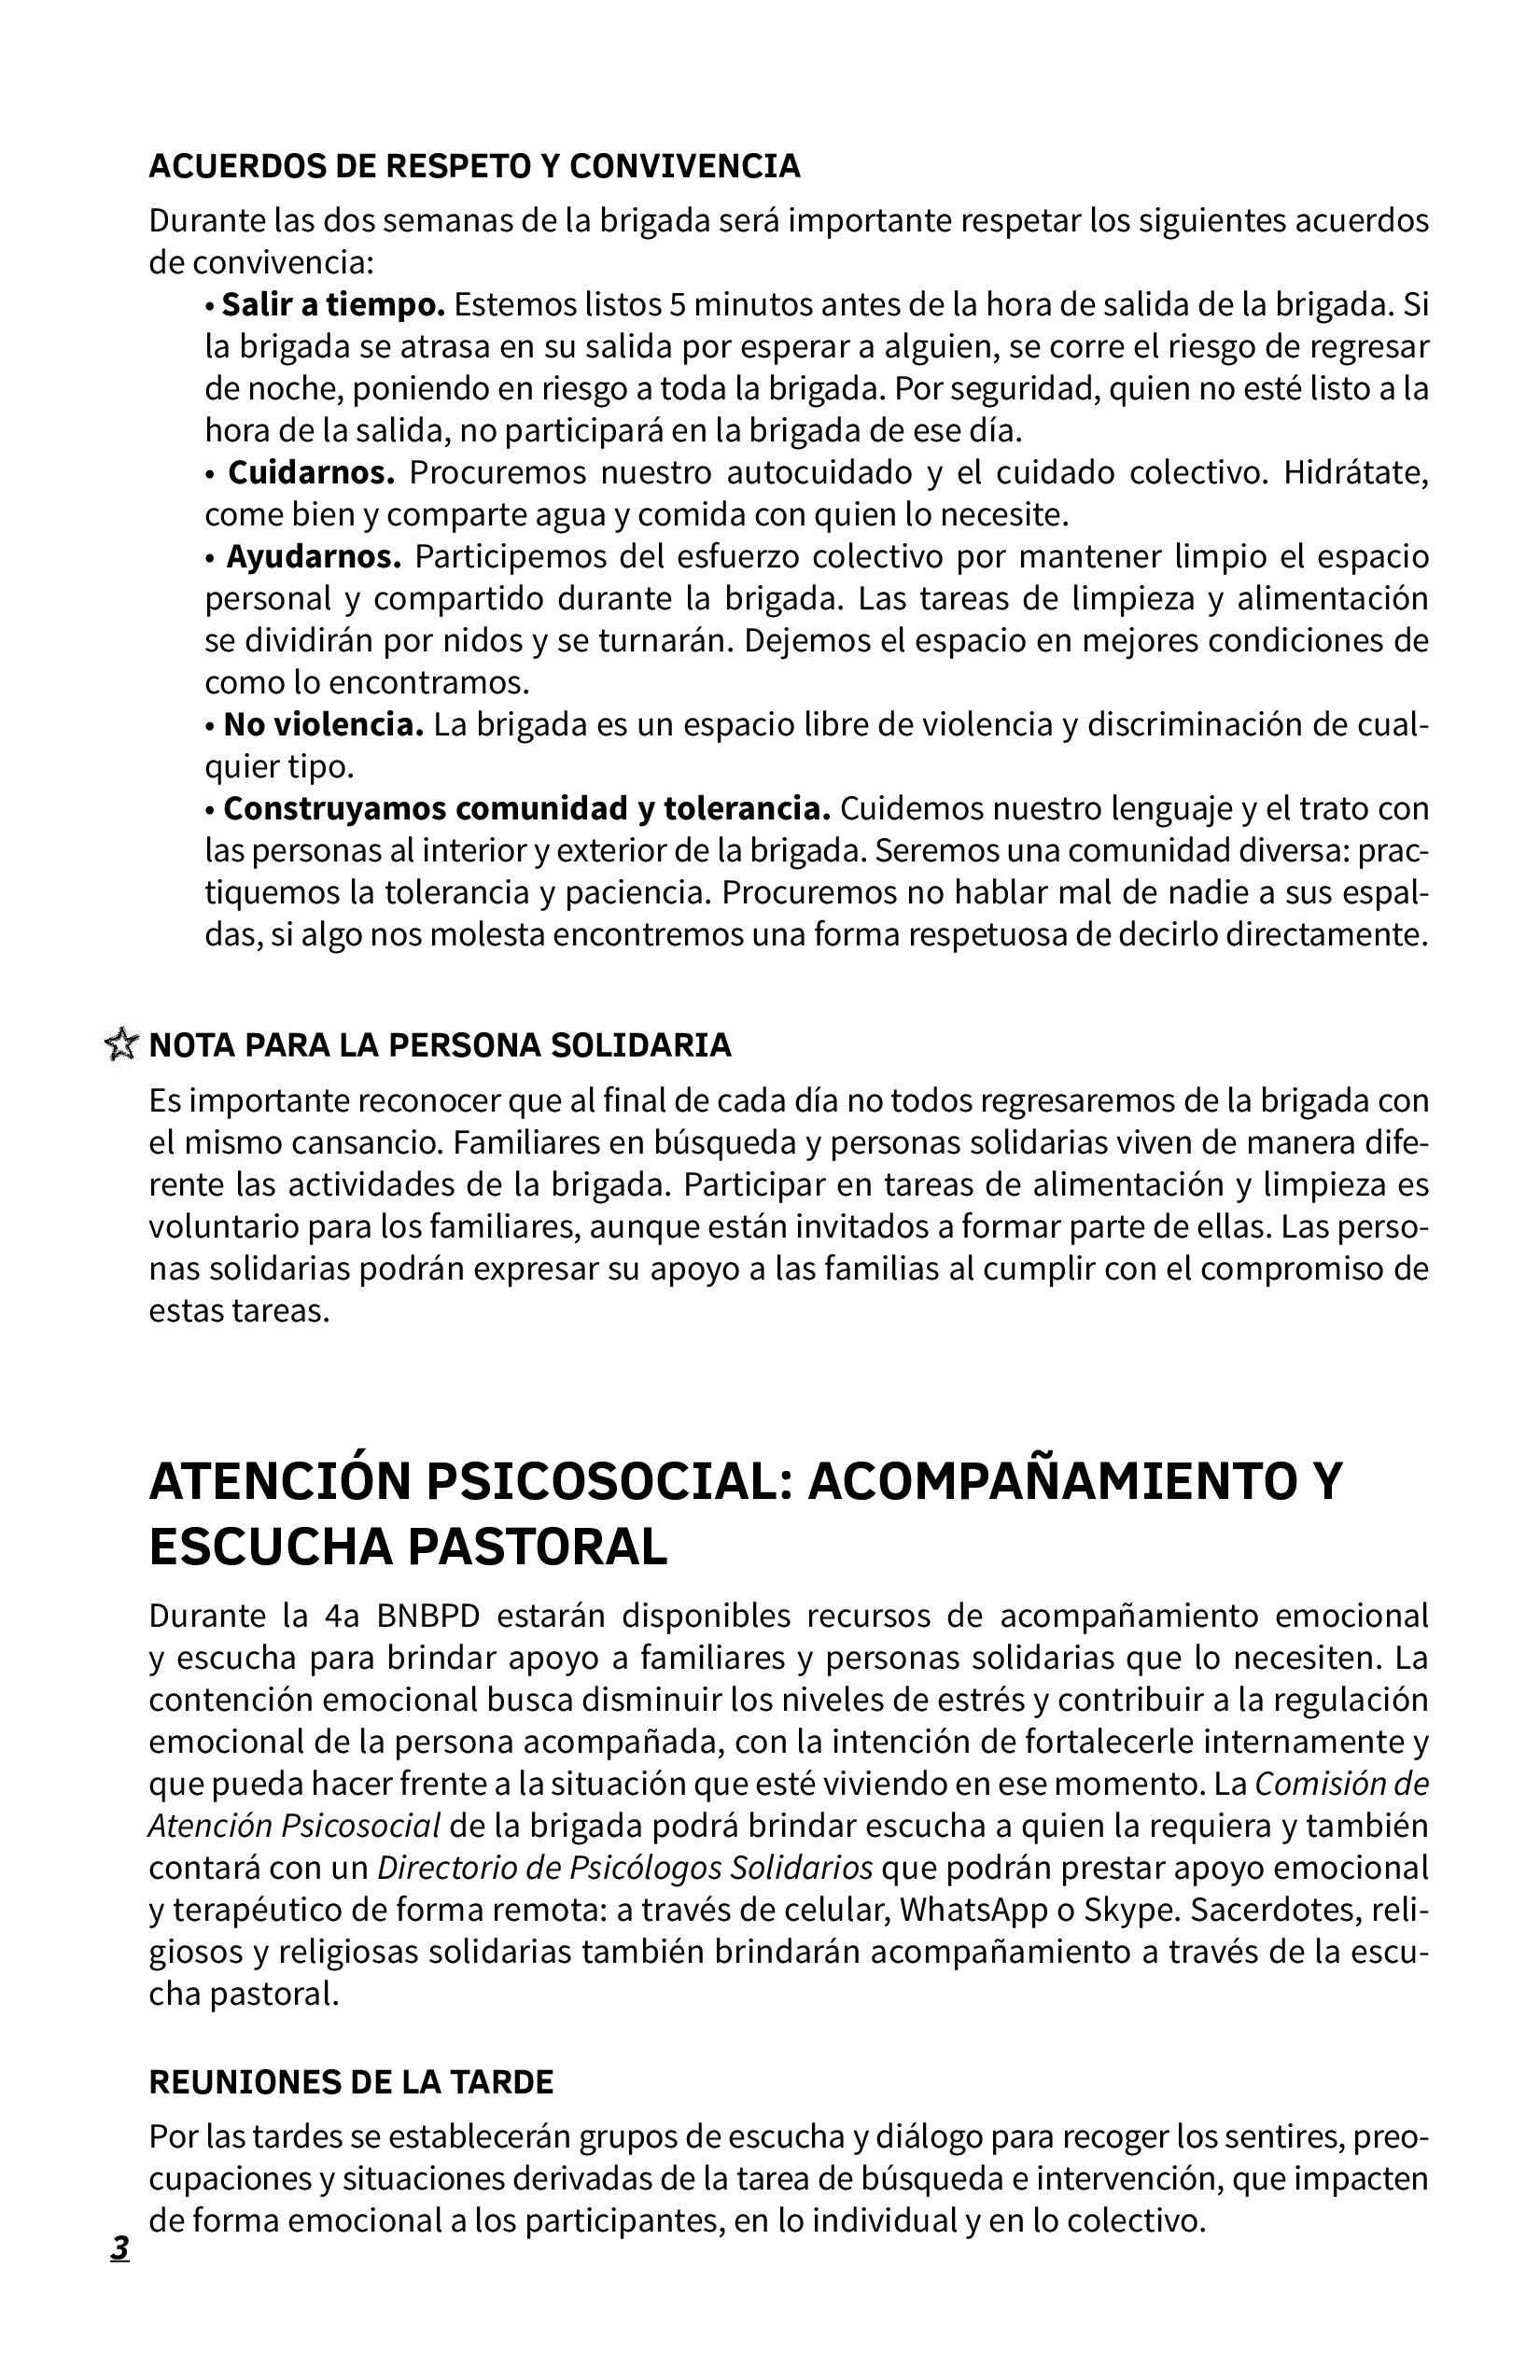 ACUERDOS DE RESPETO Y CONVIVENCIA
Durante las dos semanas de la brigada será importante respetar los siguientes acuerdos
de convivencia:
• Salir a tiempo. Estemos listos 5 minutos antes de la hora de salida de la brigada. Si
la brigada se atrasa en su salida por esperar a alguien, se corre el riesgo de regresar
de noche, poniendo en riesgo a toda la brigada. Por seguridad, quien no esté listo a la
hora de la salida, no participará en la brigada de ese día.
• Cuidarnos. Procuremos nuestro autocuidado y el cuidado colectivo. Hidrátate,
come bien y comparte agua y comida con quien lo necesite.
• Ayudarnos. Participemos del esfuerzo colectivo por mantener limpio el espacio
personal y compartido durante la brigada. Las tareas de limpieza y alimentación
se dividirán por nidos y se turnarán. Dejemos el espacio en mejores condiciones de
como lo encontramos.
• No violencia. La brigada es un espacio libre de violencia y discriminación de cual-
quier tipo.
• Construyamos comunidad y tolerancia. Cuidemos nuestro lenguaje y el trato con
las personas al interior y exterior de la brigada. Seremos una comunidad diversa: prac-
tiquemos la tolerancia y paciencia. Procuremos no hablar mal de nadie a sus espal-
das, si algo nos molesta encontremos una forma respetuosa de decirlo directamente.
NOTA PARA LA PERSONA SOLIDARIA
Es importante reconocer que al final de cada día no todos regresaremos de la brigada con
el mismo cansancio. Familiares en búsqueda y personas solidarias viven de manera dife-
rente las actividades de la brigada. Participar en tareas de alimentación y limpieza es
voluntario para los familiares, aunque están invitados a formar parte de ellas. Las perso-
nas solidarias podrán expresar su apoyo a las familias al cumplir con el compromiso de
estas tareas.
ATENCIÓN PSICOSOCIAL: ACOMPAÑAMIENTO Y
ESCUCHA PASTORAL
Durante la 4a BNBPD estarán disponibles recursos de acompañamiento emocional
y escucha para brindar apoyo a familiares y personas solidarias que lo necesiten. La
contención emocional busca disminuir los niveles de estrés y contribuir a la regulación
emocional de la persona acompañada, con la intención de fortalecerle internamente y
que pueda hacer frente a la situación que esté viviendo en ese momento. La Comisión de
Atención Psicosocial de la brigada podrá brindar escucha a quien la requiera y también
contará con un Directorio de Psicólogos Solidarios que podrán prestar apoyo emocional
y terapéutico de forma remota: a través de celular, WhatsApp o Skype. Sacerdotes, reli-
giosos y religiosas solidarias también brindarán acompañamiento a través de la escu-
cha pastoral.
REUNIONES DE LA TARDE
Por las tardes se establecerán grupos de escucha y diálogo para recoger los sentires, preo-
cupaciones y situaciones derivadas de la tarea de búsqueda e intervención, que impacten
de forma emocional a los participantes, en lo individual y en lo colectivo.
3